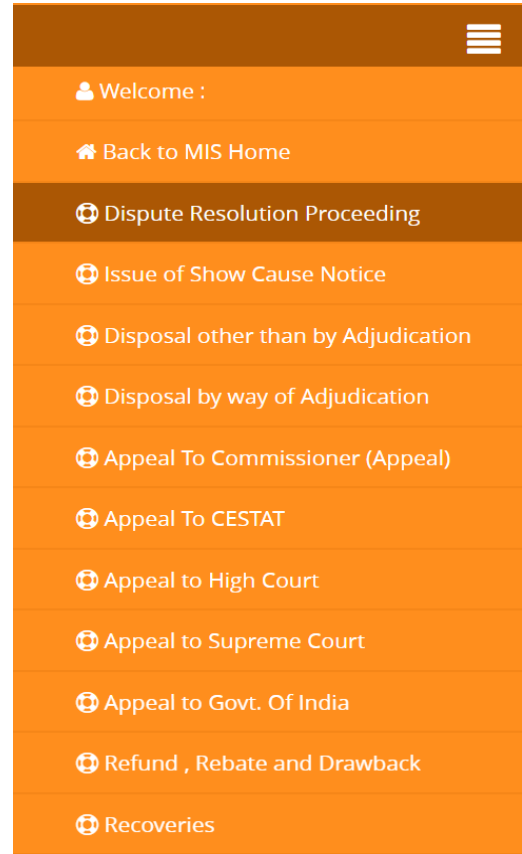 Welcome :
Back to MIS Home
Dispute Resolution Proceeding
Issue of Show Cause Notice
Disposal other than by Adjudication
Disposal by way of Adjudication
Appeal To Commissioner (Appeal)
Appeal To CESTAT
Appeal to High Court
Appeal to Supreme Court
Appeal to Govt. Of India
Refund , Rebate and Drawback
Recoveries